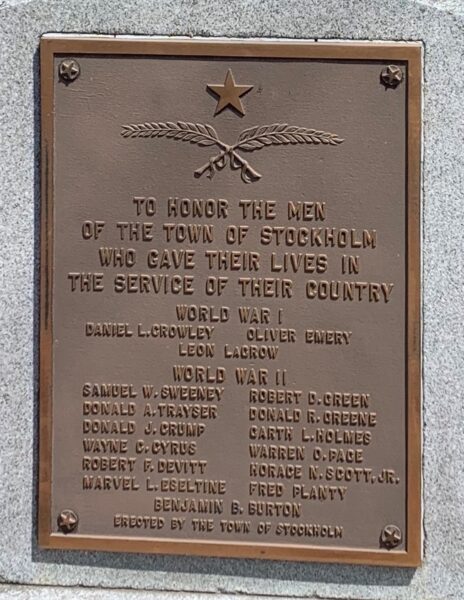 TO HONOR THE MEN
OF THE TOWN OF STOCKHOLM
WHO GAVE THEIR LIVES IN
THE SERVICE OF THEIR COUNTRY
WORLD WAR I
DANIEL L. CROWLEY OLIVER EMERY
LEON LAGROW
WORLD WAR II
SAMUEL W. SWEENEY ROBERT D. GREEN
DONALD A. TRAYSER DONALD R. GREENE
DONALD J. CRUMP GARTH L. HOLMES
WAYNE C. CYRUS WARREN O. PAGE
ROBERT F. DEVITT HORACE N. SCOTT, JR.
MARVEL L. ESELTINE FRED PLANTY
BENJAMIN B. BURTON
ERECTED BY THE TOWN OF STOCKHOLM